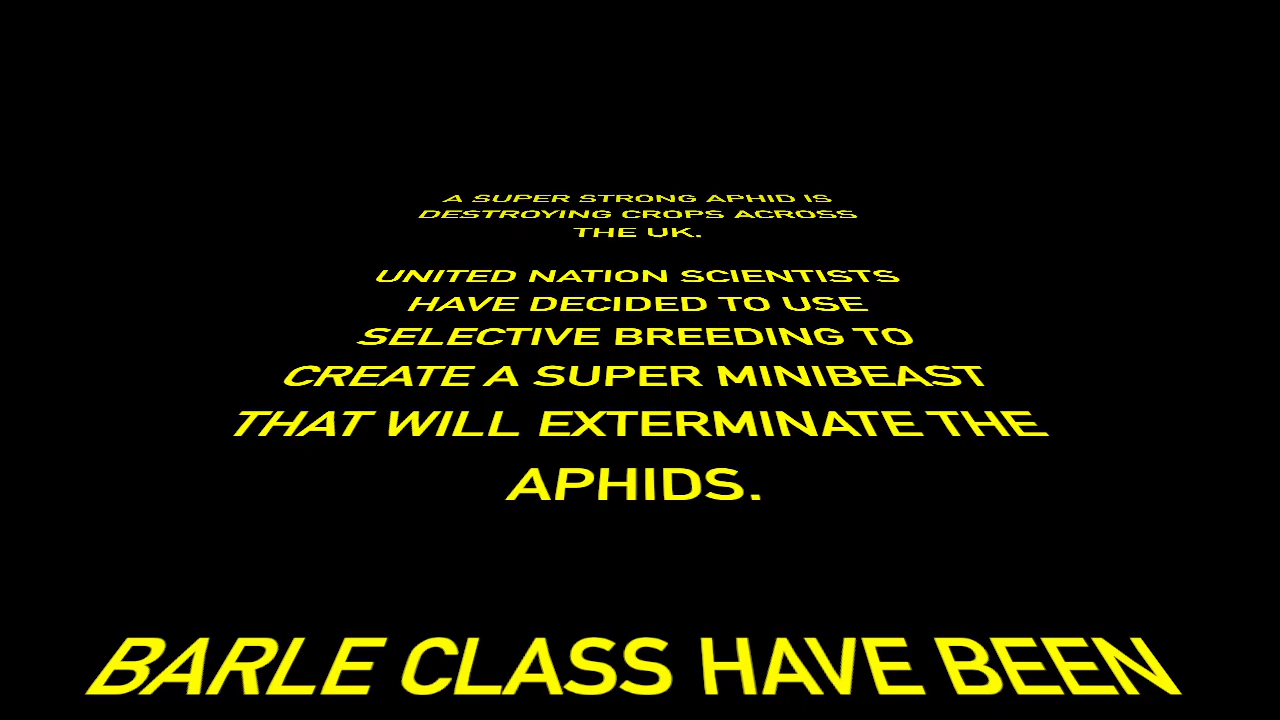 A SUPER STRONG APHID IS
DESTROYING CROPS ACROSS
THE UK.
UNITED NATION SCIENTISTS
HAVE DECIDED TO USE
SELECTIVE BREEDING TO
CREATE A SUPER MINIBEAST
THAT WILL EXTERMINATE THE
APHIDS.
BARLE CLASS HAVE BEEN